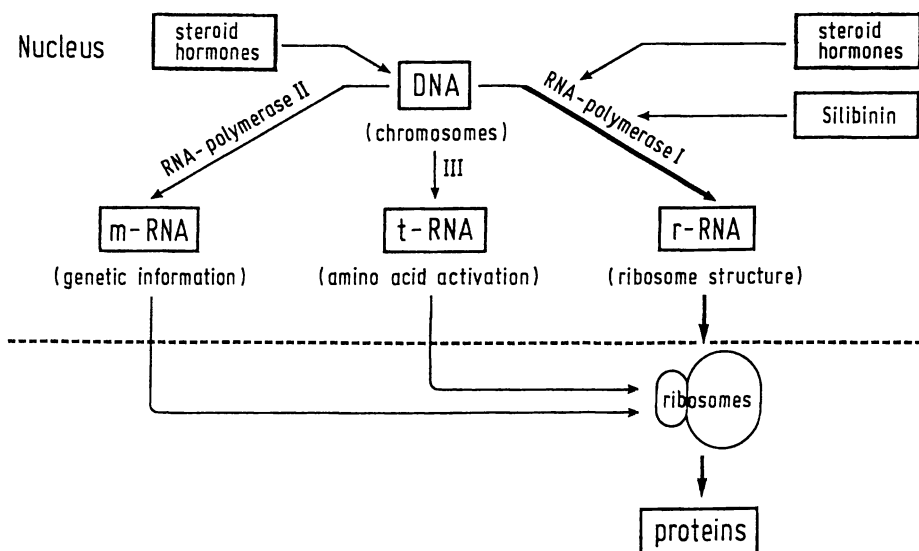 Nucleus
steroid
hormones
DNA
(chromosomes)
steroid
hormones
Silibinin
RNA-polymerase II
III
RNA-polymerase I
m-RNA
(genetic information)
t-RNA
(amino acid activation)
r-RNA
(ribosome structure)
ribosomes
proteins